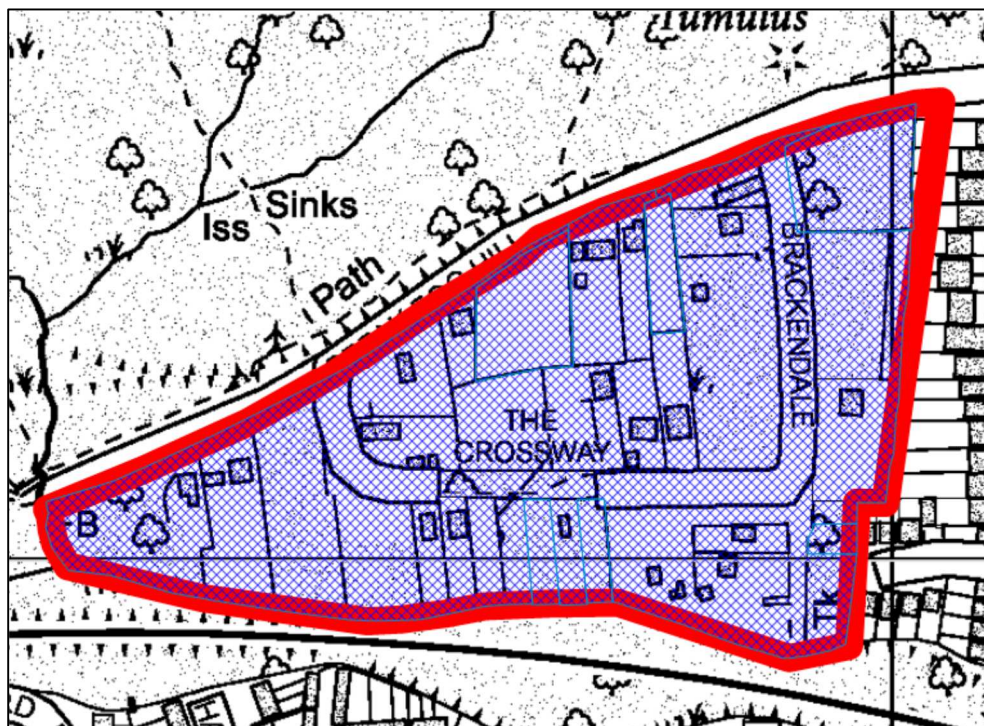 Tumulus
Sinks
Iss
Path
BRACKENDALE
THE
CROSSWAY
B
Tk
D
H